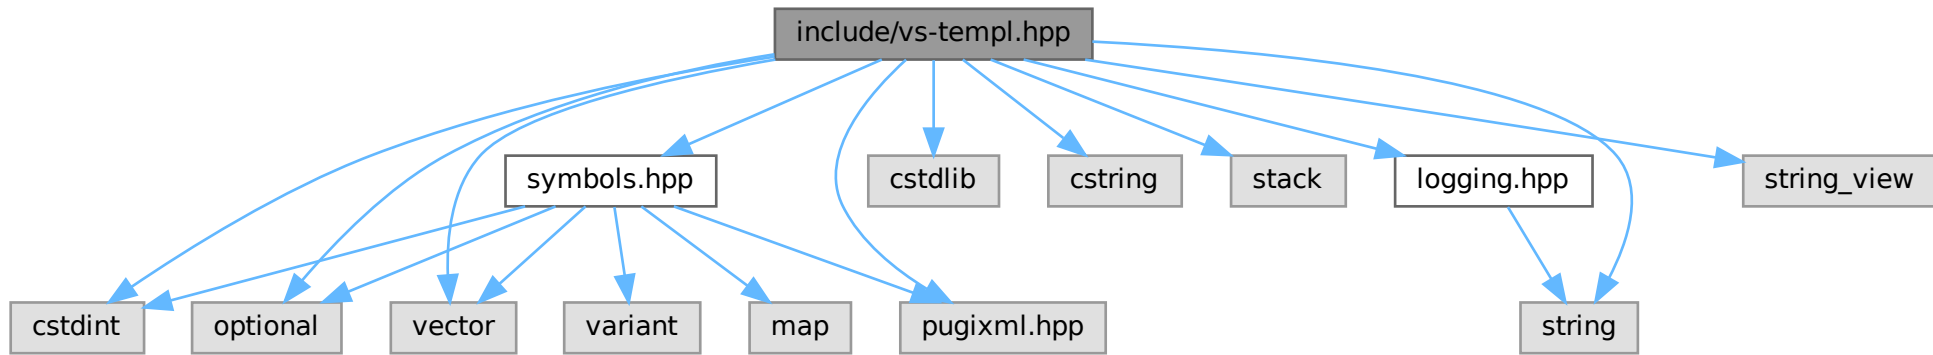 include/vs-templ.hpp
symbols.hpp
cstdlib
cstring
stack
logging.hpp
string_view
cstdint
optional
vector
variant
map
pugixml.hpp
string